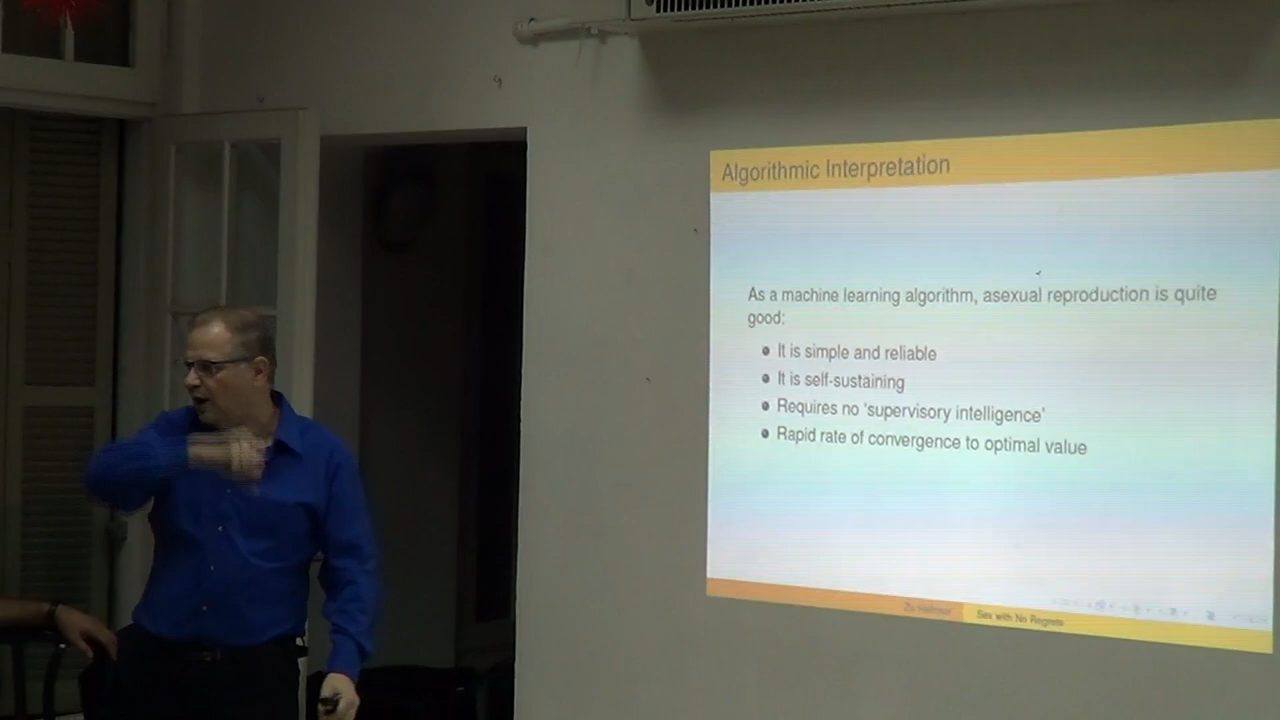 Algorithmic Interpretation
As a machine learning algorithm, asexual reproduction is quite
good:
It is simple and reliable
It is self-sustaining
Requires no 'supervisory intelligence'
Rapid rate of convergence to optimal value
Sex with No Regrets